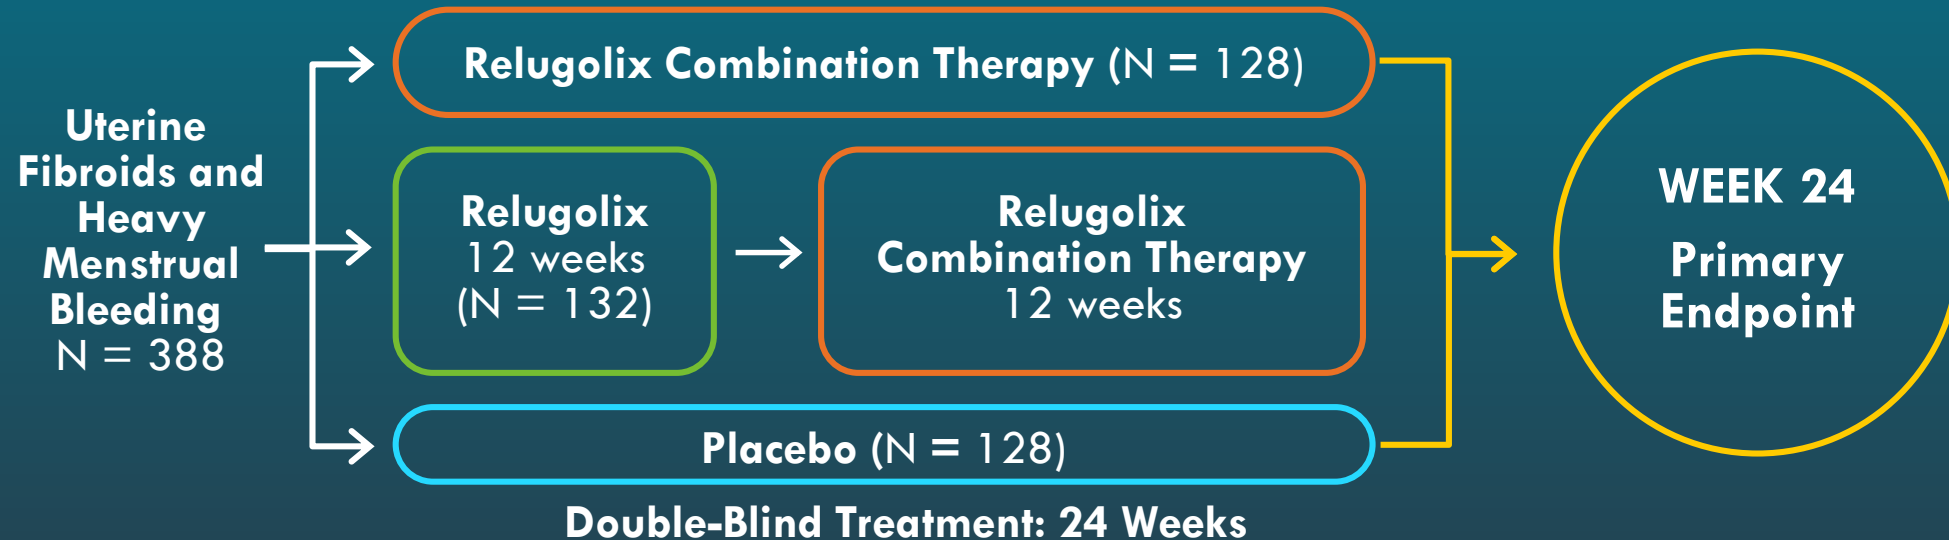 Uterine
Fibroids and
Heavy
Menstrual
Bleeding
N = 388
Relugolix Combination Therapy (N = 128)
Relugolix
12 weeks
(N = 132)
Relugolix
Combination Therapy
12 weeks
Placebo (N = 128)
Double-Blind Treatment: 24 Weeks
WEEK 24
Primary
Endpoint